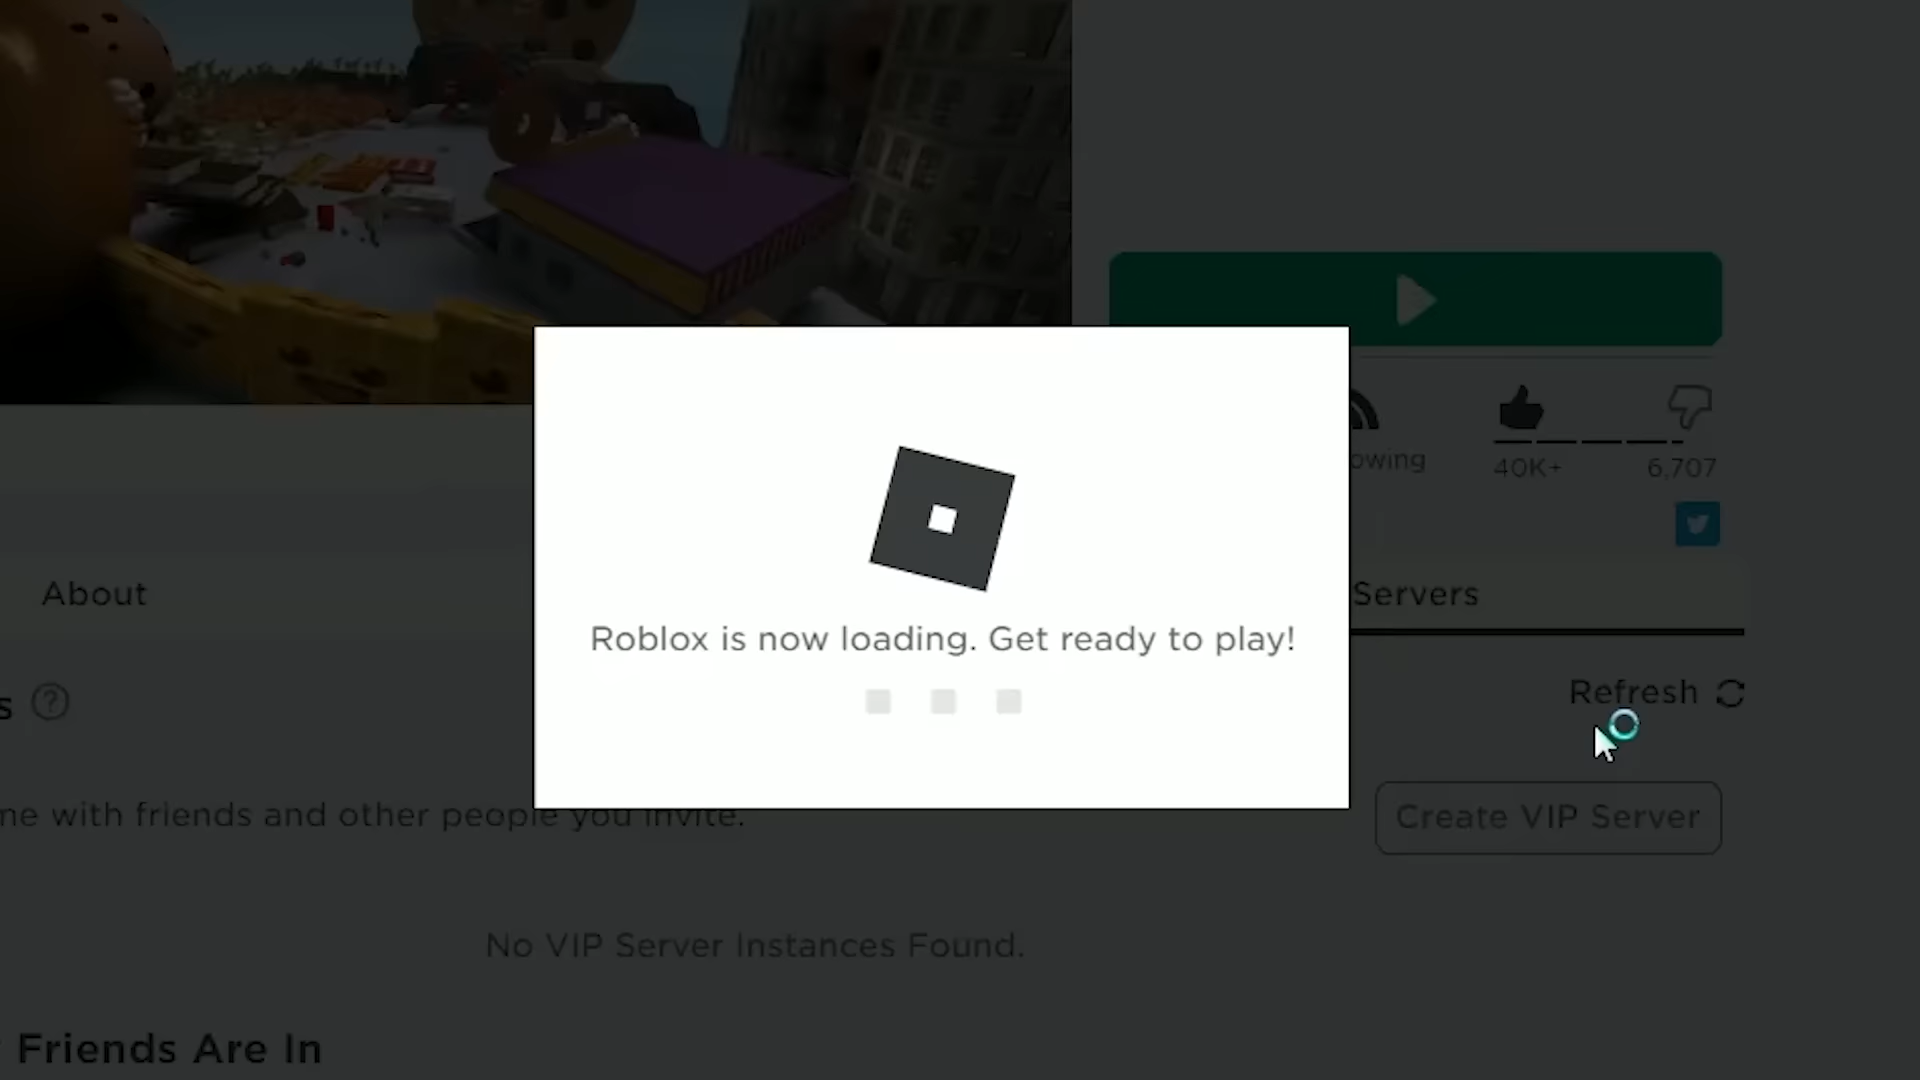 owing
40K+
6,707
About
Servers
Roblox is now loading. Get ready to play!
s
Refresh
ne with friends and other people you invite.
Create VIP Server
No VIP Server Instances Found.
Friends Are In